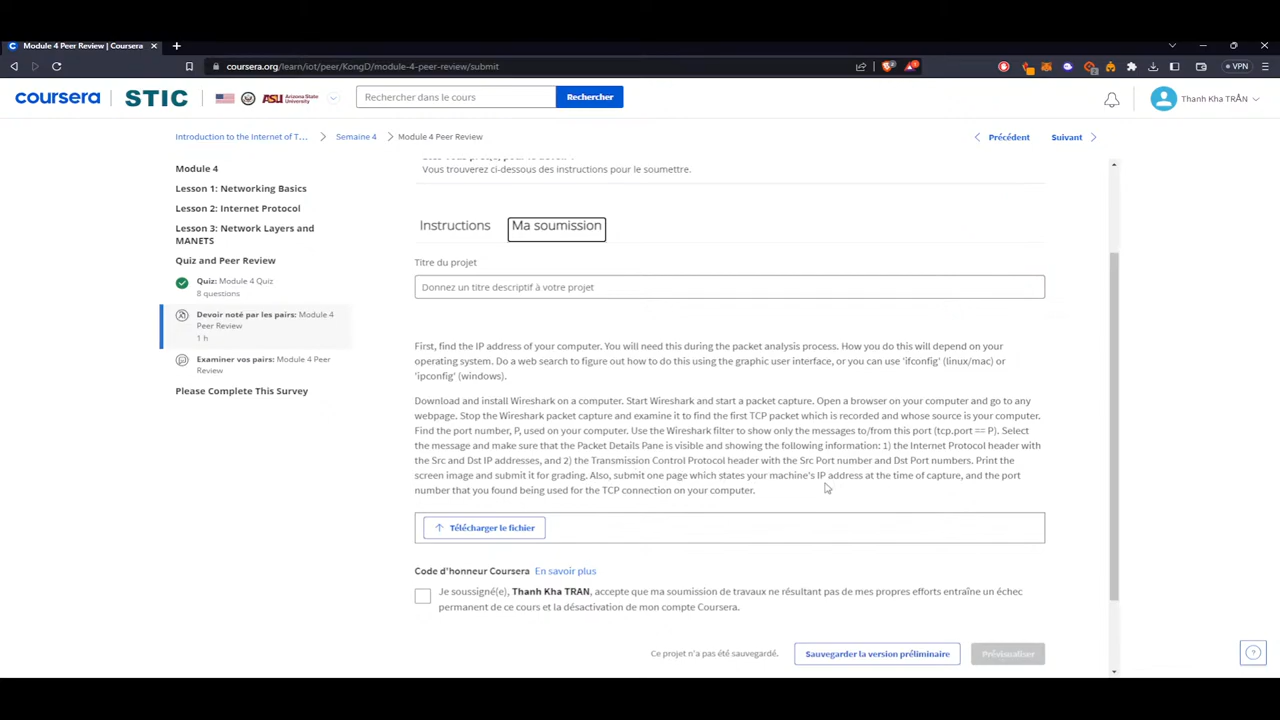 Module 4 Peer Review | Coursera
coursera.org/learn/iot/peer/KongD/module-4-peer-review/submit
VPN
coursera
STIC
Arizona State University
Rechercher dans le cours
Rechercher
Thanh Kha TRẦN
Introduction to the Internet of T...
Semaine 4
Module 4 Peer Review
Précédent
Suivant
Module 4
Lesson 1: Networking Basics
Lesson 2: Internet Protocol
Lesson 3: Network Layers and
MANETS
Quiz and Peer Review
Quiz: Module 4 Quiz
8 questions
Devoir noté par les pairs: Module 4
Peer Review
1 h
Examiner vos pairs: Module 4 Peer
Review
Please Complete This Survey
Vous trouverez ci-dessous des instructions pour le soumettre.
Instructions
Ma soumission
Titre du projet
Donnez un titre descriptif à votre projet
First, find the IP address of your computer. You will need this during the packet analysis process. How you do this will depend on your
operating system. Do a web search to figure out how to do this using the graphic user interface, or you can use 'ifconfig' (linux/mac) or
'ipconfig' (windows).
Download and install Wireshark on a computer. Start Wireshark and start a packet capture. Open a browser on your computer and go to any
webpage. Stop the Wireshark packet capture and examine it to find the first TCP packet which is recorded and whose source is your computer.
Find the port number, P, used on your computer. Use the Wireshark filter to show only the messages to/from this port (tcp.port == P). Select
the message and make sure that the Packet Details Pane is visible and showing the following information: 1) the Internet Protocol header with
the Src and Dst IP addresses, and 2) the Transmission Control Protocol header with the Src Port number and Dst Port numbers. Print the
screen image and submit it for grading. Also, submit one page which states your machine's IP address at the time of capture, and the port
number that you found being used for the TCP connection on your computer.
Télécharger le fichier
Code d'honneur Coursera En savoir plus
Je soussigné(e), Thanh Kha TRAN, accepte que ma soumission de travaux ne résultant pas de mes propres efforts entraîne un échec
permanent de ce cours et la désactivation de mon compte Coursera.
Ce projet n'a pas été sauvegardé.
Sauvegarder la version préliminaire
Prévisualiser